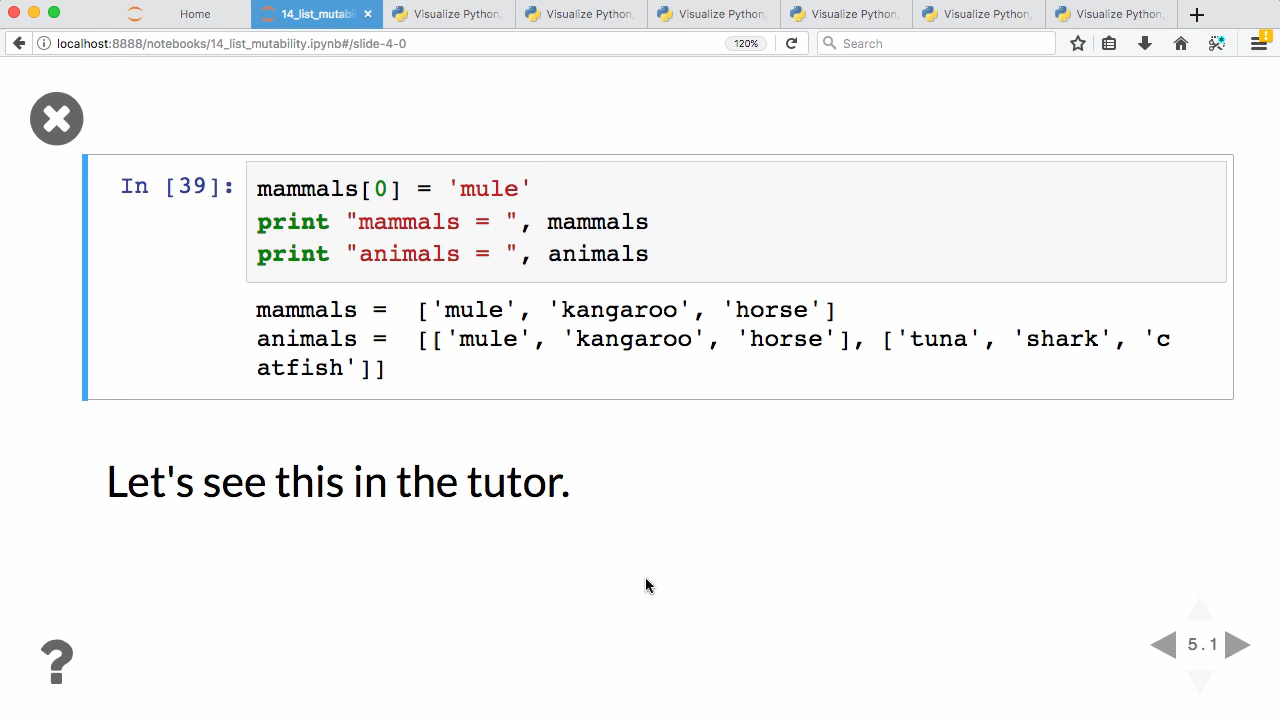 Home
14_list_mutabi
Visualize Python,
Visualize Python,
Visualize Python,
Visualize Python,
Visualize Python,
Visualize Python,
localhost:8888/notebooks/14_list_mutability.ipynb#/slide-4-0
120%
Search
In [39]:
mammals[0] = 'mule'
print "mammals = ", mammals
print "animals = ", animals
mammals =  ['mule', 'kangaroo', 'horse']
animals =  [['mule', 'kangaroo', 'horse'], ['tuna', 'shark', 'c
atfish']]
Let's see this in the tutor.
?
5.1